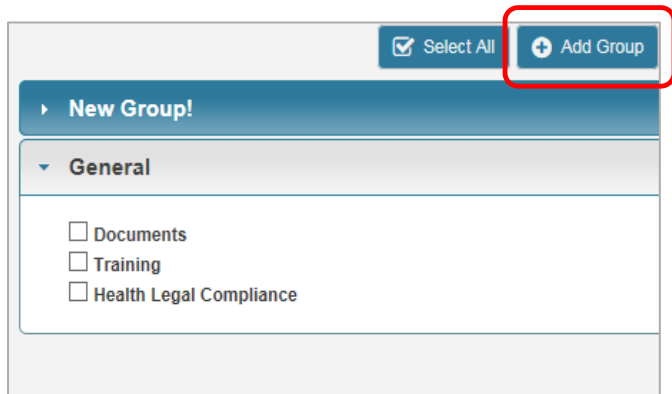 Select All Add Group
New Group!
General
Documents
Training
Health Legal Compliance